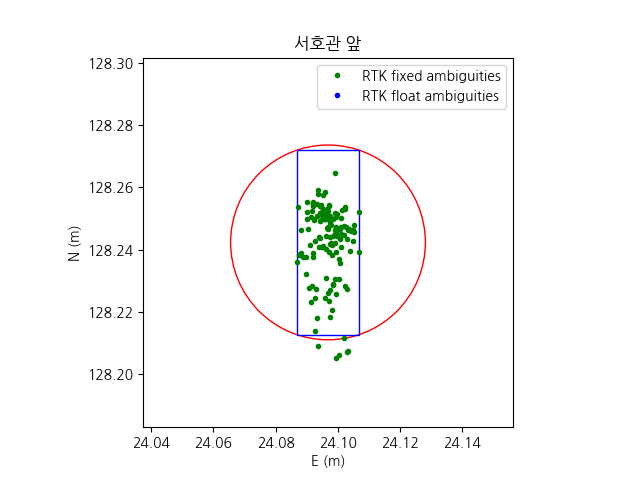 서호관 앞
RTK fixed ambiguities
RTK float ambiguities
128.30
128.28
128.26
128.24
128.22
128.20
N (m)
24.04 24.06 24.08 24.10 24.12 24.14
E (m)